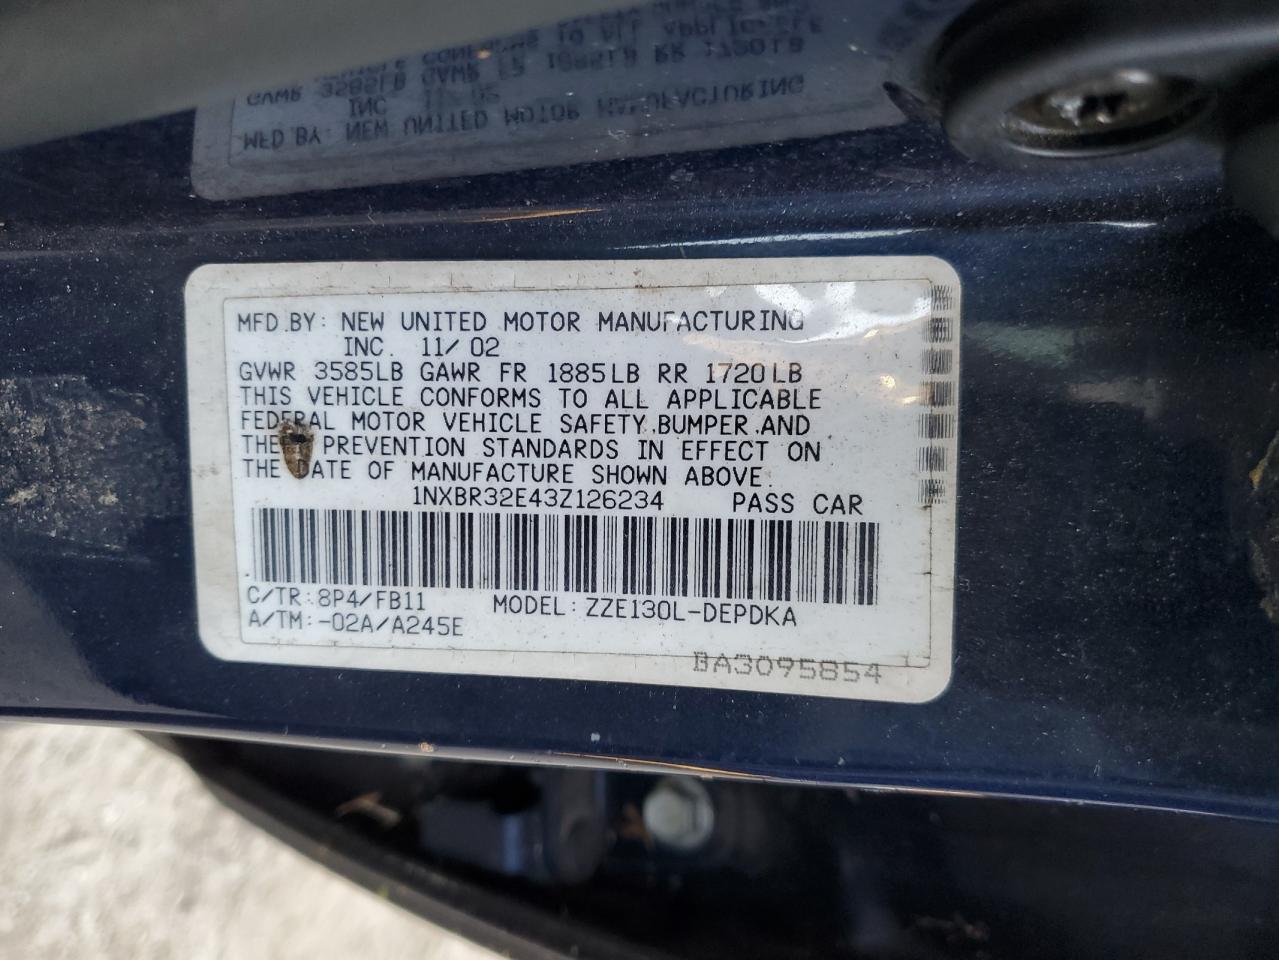 MFD.BY: NEW UNITED MOTOR MANUFACTURING
INC. 11/02
GVWR 3585LB GAWR FR 1885LB RR 1720LB
THIS VEHICLE CONFORMS TO ALL APPLICABLE
FEDERAL MOTOR VEHICLE SAFETY, BUMPER, AND
THEFT PREVENTION STANDARDS IN EFFECT ON
THE DATE OF MANUFACTURE SHOWN ABOVE.
1NXBR32E43Z126234 PASS CAR
C/TR:8P4/FB11 MODEL:ZZE130L-DEPDKA
A/TM:-02A/A245E
BA3095854